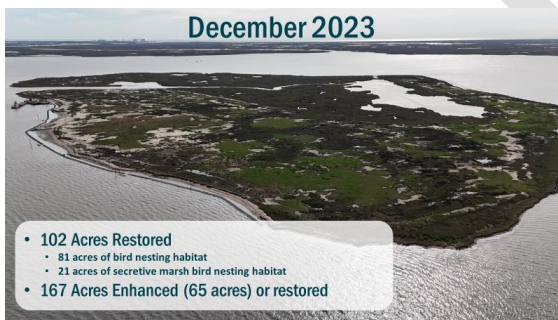 December 2023
• 102 Acres Restored
• 81 acres of bird nesting habitat
• 21 acres of secretive marsh bird nesting habitat
• 167 Acres Enhanced (65 acres) or restored